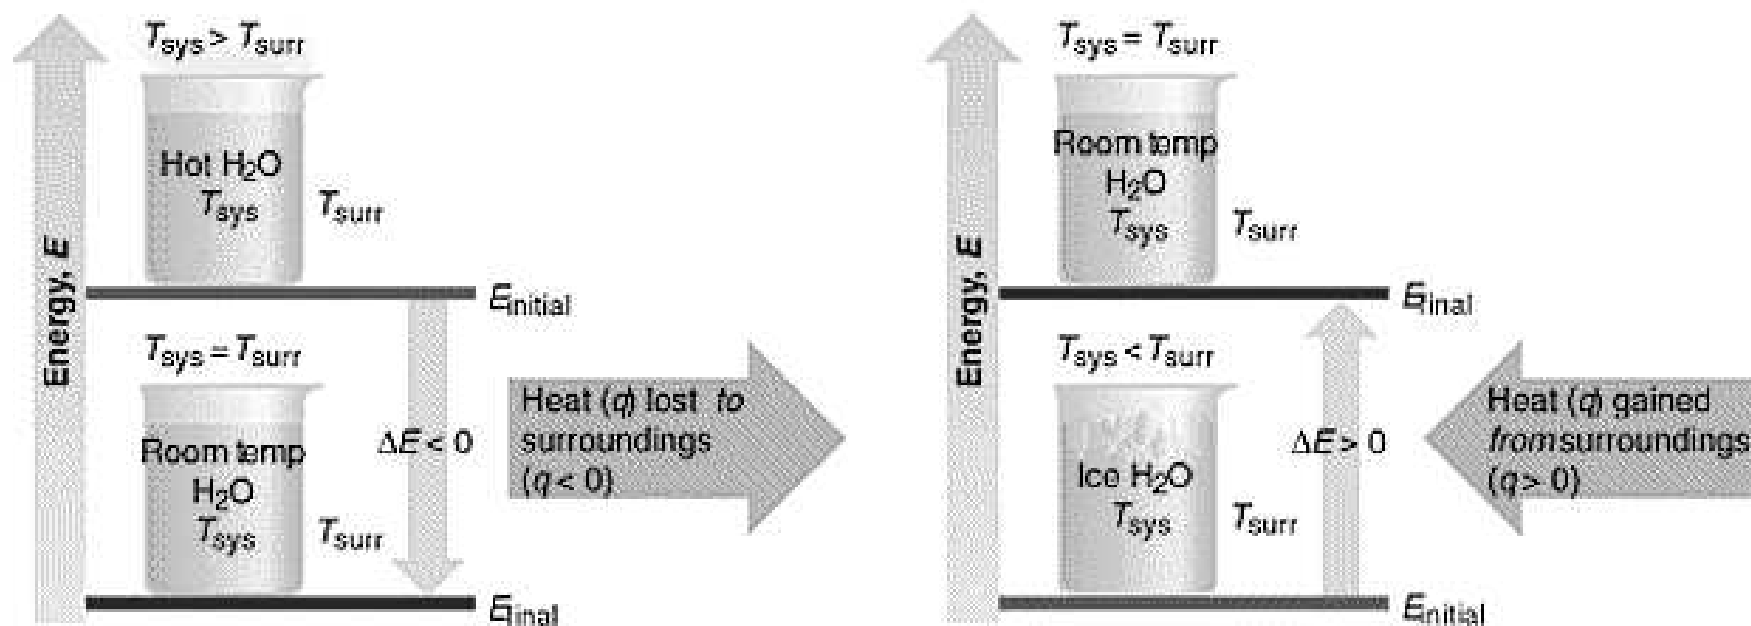 Energy, E
Tsys > Tsurr
Hot H2O
Tsys
Tsurr
Einitial
Tsys = Tsurr
Room temp
H2O
Tsys
Tsurr
ΔE < 0
Heat (q) lost to
surroundings
(q < 0)
Efinal
Energy, E
Tsys = Tsurr
Room temp
H2O
Tsys
Tsurr
Efinal
Tsys < Tsurr
Ice H2O
Tsys
Tsurr
ΔE > 0
Heat (q) gained
from surroundings
(q > 0)
Einitial